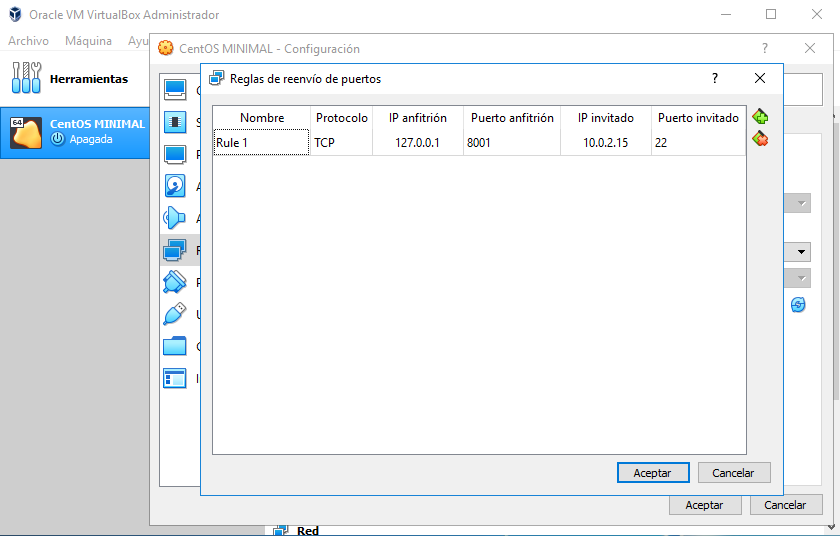 Oracle VM VirtualBox Administrador
Archivo Máquina Ayu
CentOS MINIMAL - Configuración ?
Herramientas
Reglas de reenvío de puertos ?
64 CentOS MINIMAL
Apagada
Nombre Protocolo IP anfitrión Puerto anfitrión IP invitado Puerto invitado
Rule 1 TCP 127.0.0.1 8001 10.0.2.15 22
Aceptar Cancelar
Aceptar Cancelar
Red